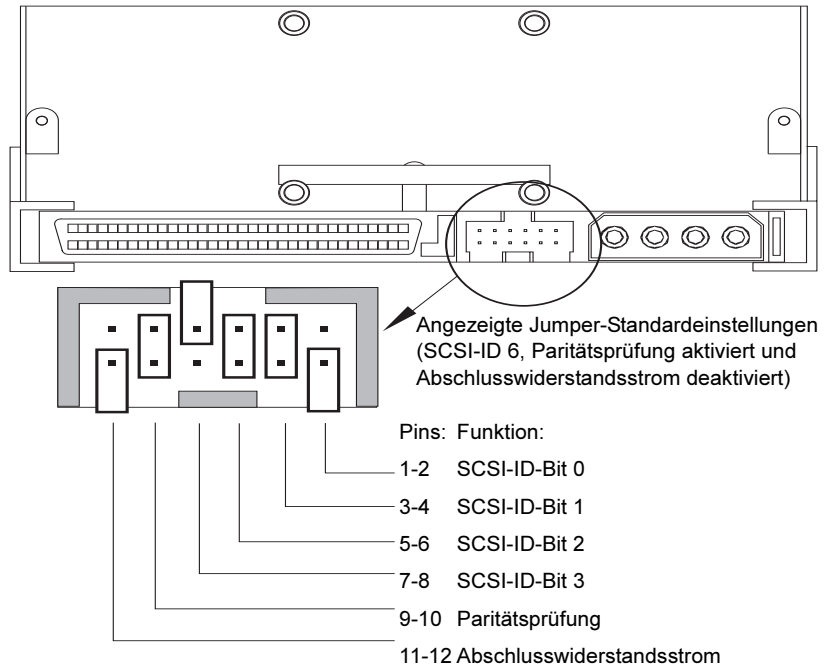 Angezeigte Jumper-Standardeinstellungen
(SCSI-ID 6, Paritätsprüfung aktiviert und
Abschlusswiderstandsstrom deaktiviert)
Pins: Funktion:
1-2 SCSI-ID-Bit 0
3-4 SCSI-ID-Bit 1
5-6 SCSI-ID-Bit 2
7-8 SCSI-ID-Bit 3
9-10 Paritätsprüfung
11-12 Abschlusswiderstandsstrom